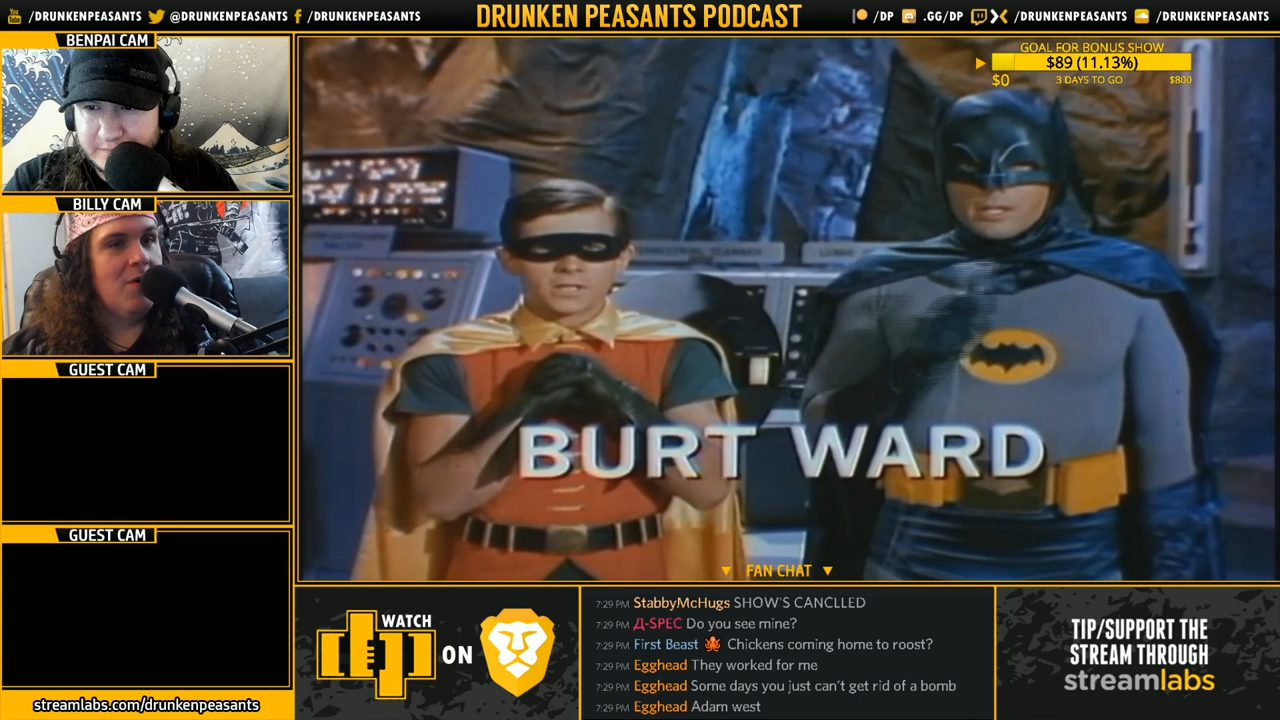 You Tube /DRUNKENPEASANTS @DRUNKENPEASANTS /DRUNKENPEASANTS
DRUNKEN PEASANTS PODCAST
/DP .GG/DP /DRUNKENPEASANTS /DRUNKENPEASANTS
BENPAI CAM
GOAL FOR BONUS SHOW
$89 (11.13%)
$0 3 DAYS TO GO $800
BILLY CAM
GUEST CAM
BURT WARD
GUEST CAM
FAN CHAT
7:29 PM StabbyMcHugs SHOW'S CANCLLED
7:29 PM Д-SPEC Do you see mine?
7:29 PM First Beast Chickens coming home to roost?
7:29 PM Egghead They worked for me
7:29 PM Egghead Some days you just can't get rid of a bomb
7:29 PM Egghead Adam west
WATCH
ON
TIP/SUPPORT THE
STREAM THROUGH
streamlabs
streamlabs.com/drunkenpeasants